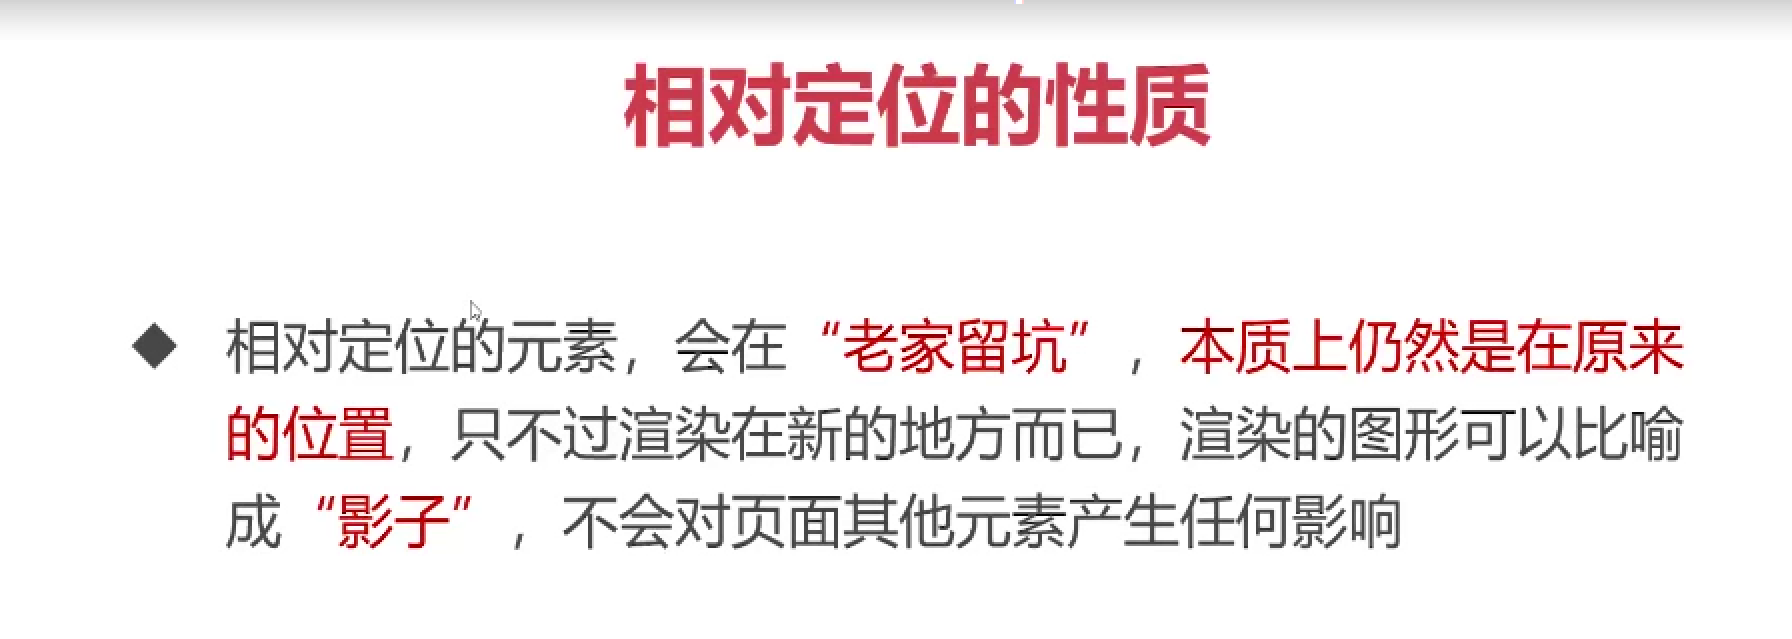 相对定位的性质
◆ 相对定位的元素，会在“老家留坑”，本质上仍然是在原来
的位置，只不过渲染在新的地方而已，渲染的图形可以比喻
成“影子”，不会对页面其他元素产生任何影响